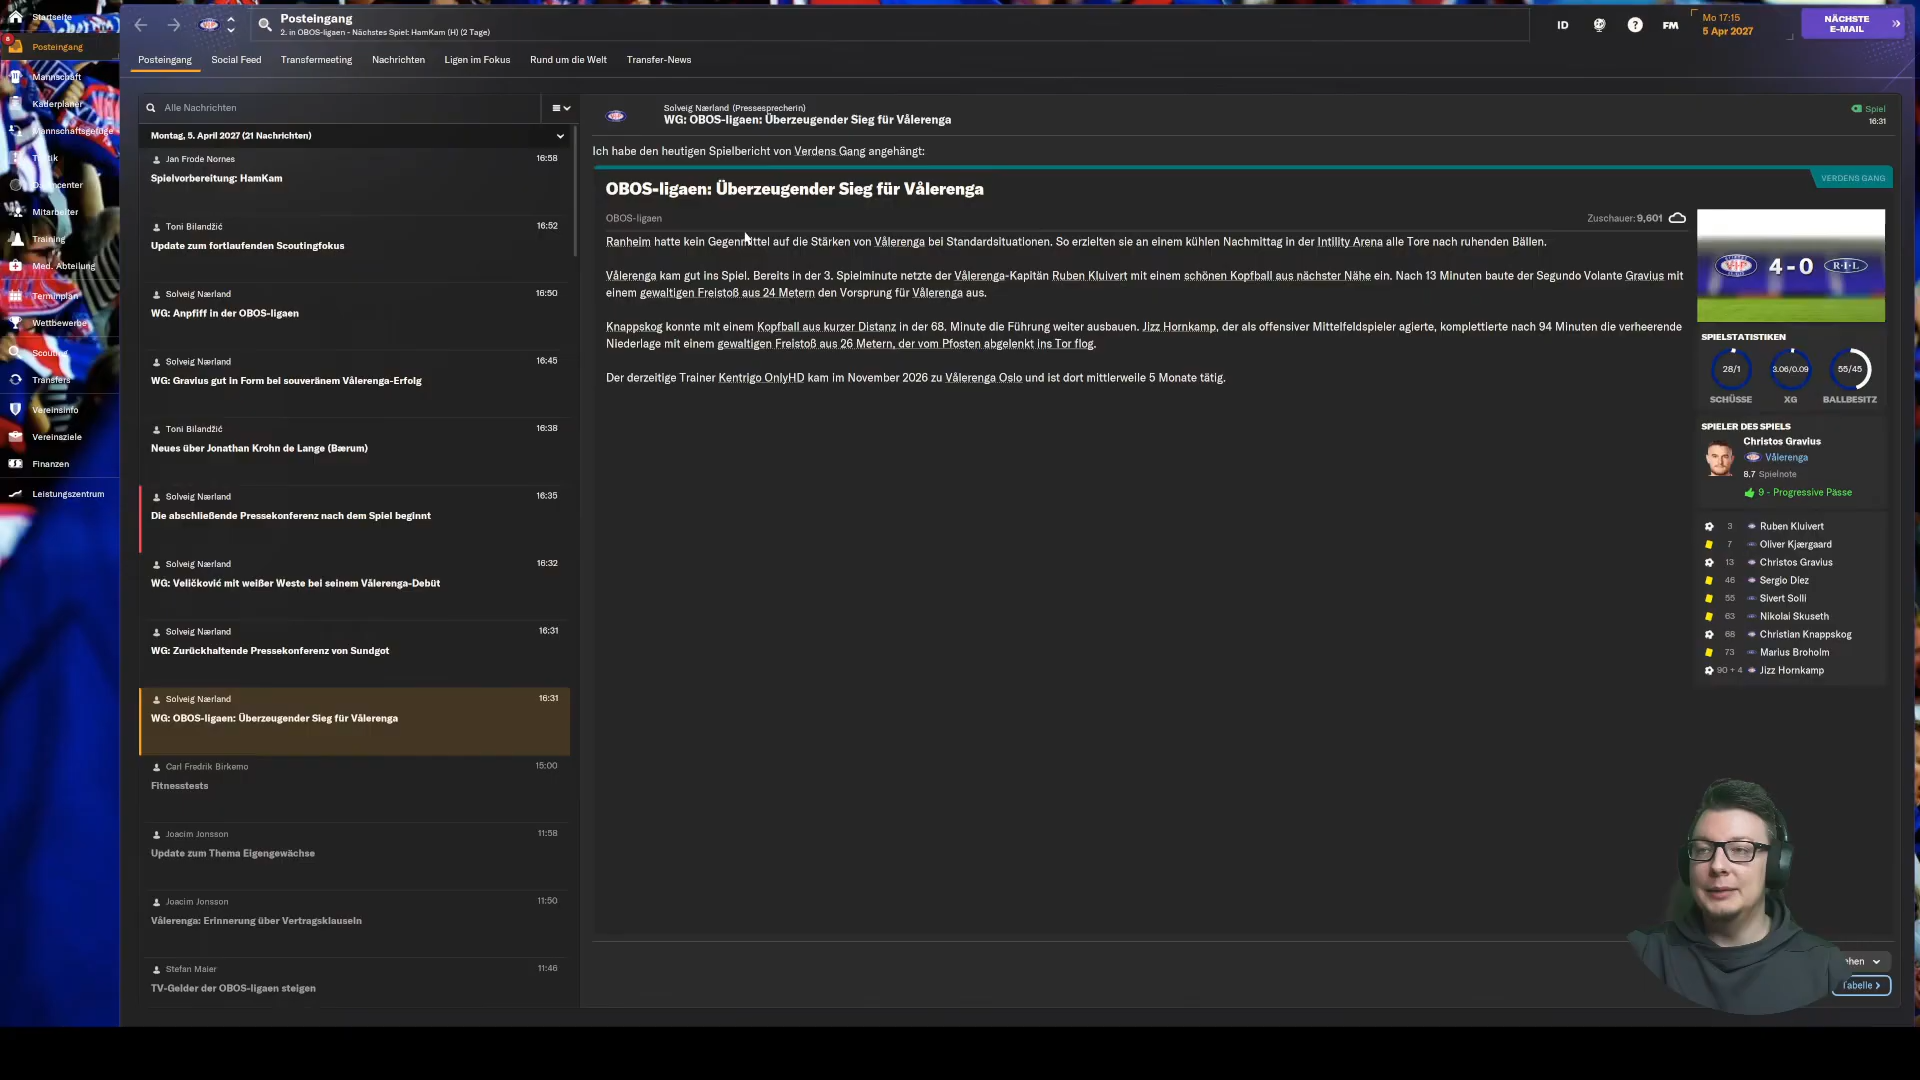 Startseite
6
Posteingang
Mannschaft
Kaderplaner
Mannschaftsgefüge
Taktik
Datencenter
Mitarbeiter
Training
Med. Abteilung
Terminplan
Wettbewerbe
Scouting
Transfers
Vereinsinfo
Vereinsziele
Finanzen
Leistungszentrum
Posteingang
2. in OBOS-ligaen - Nächstes Spiel: HamKam (H) (2 Tage)
ID
?
FM
Mo 17:15
5 Apr 2027
NÄCHSTE
E-MAIL
Posteingang
Social Feed
Transfermeeting
Nachrichten
Ligen im Fokus
Rund um die Welt
Transfer-News
Alle Nachrichten
Montag, 5. April 2027 (21 Nachrichten)
Jan Frode Nornes 16:58
Spielvorbereitung: HamKam
Toni Bilandžić 16:52
Update zum fortlaufenden Scoutingfokus
Solveig Nærland 16:50
WG: Anpfiff in der OBOS-ligaen
Solveig Nærland 16:45
WG: Gravius gut in Form bei souveränem Vålerenga-Erfolg
Toni Bilandžić 16:38
Neues über Jonathan Krohn de Lange (Bærum)
Solveig Nærland 16:35
Die abschließende Pressekonferenz nach dem Spiel beginnt
Solveig Nærland 16:32
WG: Veličković mit weißer Weste bei seinem Vålerenga-Debüt
Solveig Nærland 16:31
WG: Zurückhaltende Pressekonferenz von Sundgot
Solveig Nærland 16:31
WG: OBOS-ligaen: Überzeugender Sieg für Vålerenga
Carl Fredrik Birkemo 15:00
Fitnesstests
Joacim Jonsson 11:58
Update zum Thema Eigengewächse
Joacim Jonsson 11:50
Vålerenga: Erinnerung über Vertragsklauseln
Stefan Maier 11:46
TV-Gelder der OBOS-ligaen steigen
Solveig Nærland (Pressesprecherin)
WG: OBOS-ligaen: Überzeugender Sieg für Vålerenga
Spiel
16:31
Ich habe den heutigen Spielbericht von Verdens Gang angehängt:
VERDENS GANG
OBOS-ligaen: Überzeugender Sieg für Vålerenga
OBOS-ligaen
Zuschauer: 9,601
Ranheim hatte kein Gegenmittel auf die Stärken von Vålerenga bei Standardsituationen. So erzielten sie an einem kühlen Nachmittag in der Intility Arena alle Tore nach ruhenden Bällen.
Vålerenga kam gut ins Spiel. Bereits in der 3. Spielminute netzte der Vålerenga-Kapitän Ruben Kluivert mit einem schönen Kopfball aus nächster Nähe ein. Nach 13 Minuten baute der Segundo Volante Gravius mit
einem gewaltigen Freistoß aus 24 Metern den Vorsprung für Vålerenga aus.
Knappskog konnte mit einem Kopfball aus kurzer Distanz in der 68. Minute die Führung weiter ausbauen. Jizz Hornkamp, der als offensiver Mittelfeldspieler agierte, komplettierte nach 94 Minuten die verheerende
Niederlage mit einem gewaltigen Freistoß aus 26 Metern, der vom Pfosten abgelenkt ins Tor flog.
Der derzeitige Trainer Kentrigo OnlyHD kam im November 2026 zu Vålerenga Oslo und ist dort mittlerweile 5 Monate tätig.
4-0
R·I·L
SPIELSTATISTIKEN
28/1
3.06/0.09
55/45
SCHÜSSE
XG
BALLBESITZ
SPIELER DES SPIELS
Christos Gravius
Vålerenga
8.7 Spielnote
9 - Progressive Pässe
3 Ruben Kluivert
7 Oliver Kjærgaard
13 Christos Gravius
46 Sergio Díez
55 Sivert Solli
63 Nikolai Skuseth
68 Christian Knappskog
73 Marius Broholm
90 + 4 Jizz Hornkamp
ehen
Tabelle